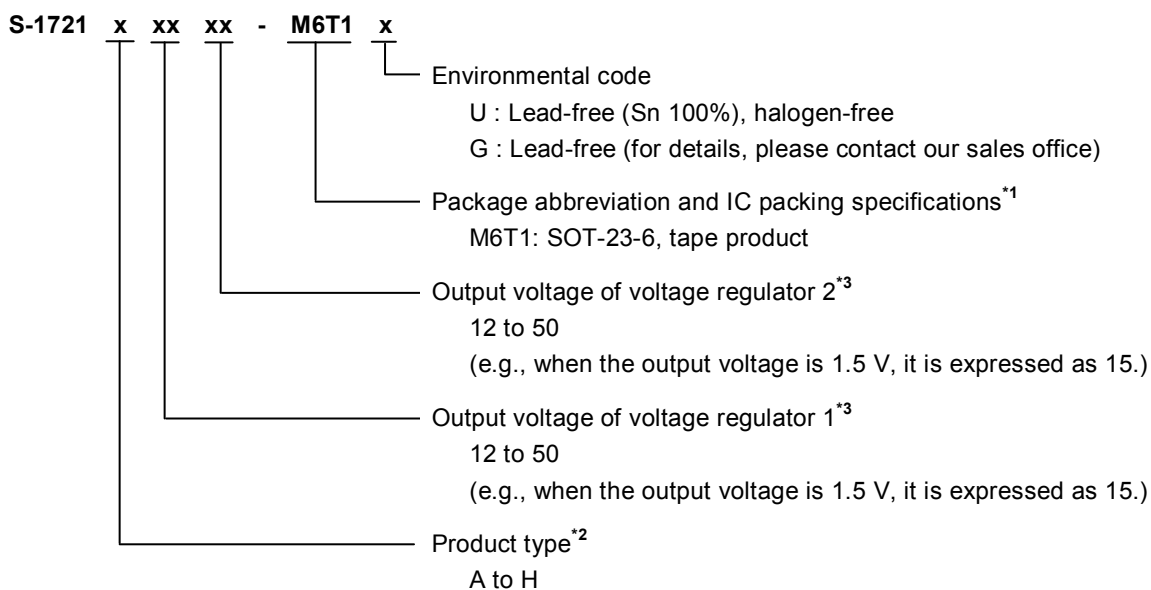 S-1721 x xx xx - M6T1 x
Environmental code
U : Lead-free (Sn 100%), halogen-free
G : Lead-free (for details, please contact our sales office)
Package abbreviation and IC packing specifications*1
M6T1: SOT-23-6, tape product
Output voltage of voltage regulator 2*3
12 to 50
(e.g., when the output voltage is 1.5 V, it is expressed as 15.)
Output voltage of voltage regulator 1*3
12 to 50
(e.g., when the output voltage is 1.5 V, it is expressed as 15.)
Product type*2
A to H